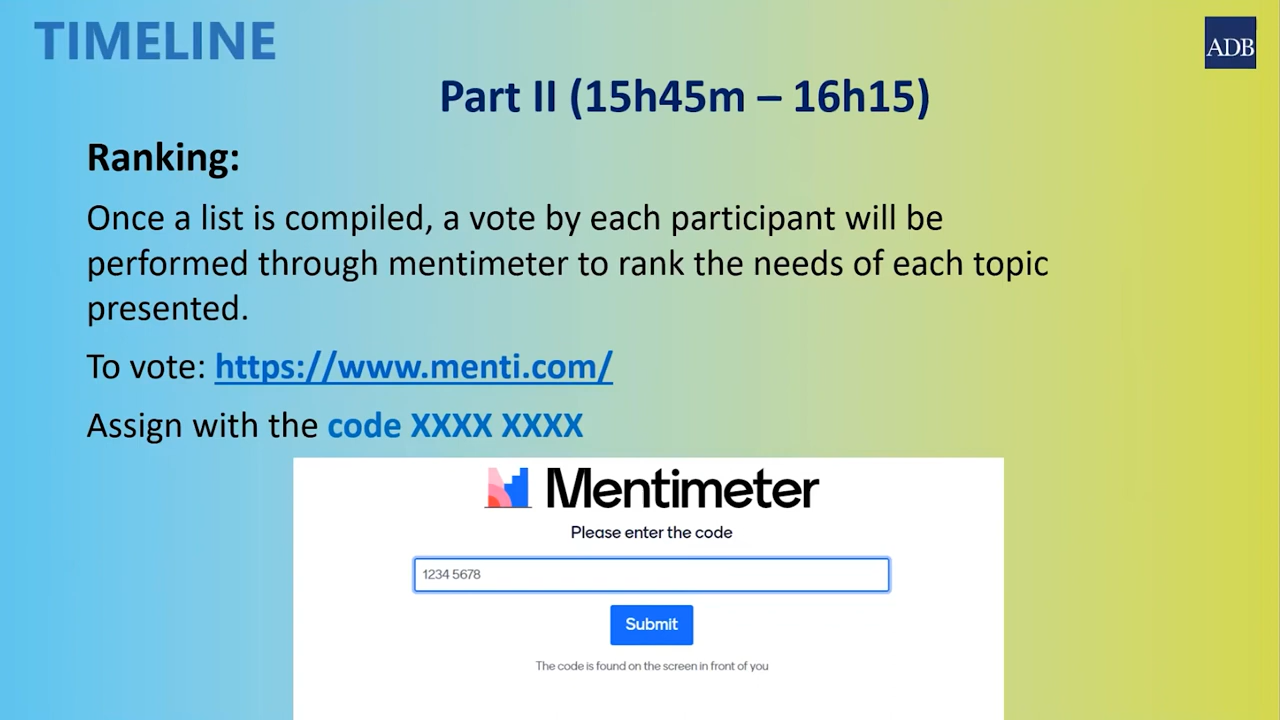 TIMELINE
ADB
Part II (15h45m – 16h15)
Ranking:
Once a list is compiled, a vote by each participant will be
performed through mentimeter to rank the needs of each topic
presented.
To vote: https://www.menti.com/
Assign with the code XXXX XXXX
Mentimeter
Please enter the code
1234 5678
Submit
The code is found on the screen in front of you